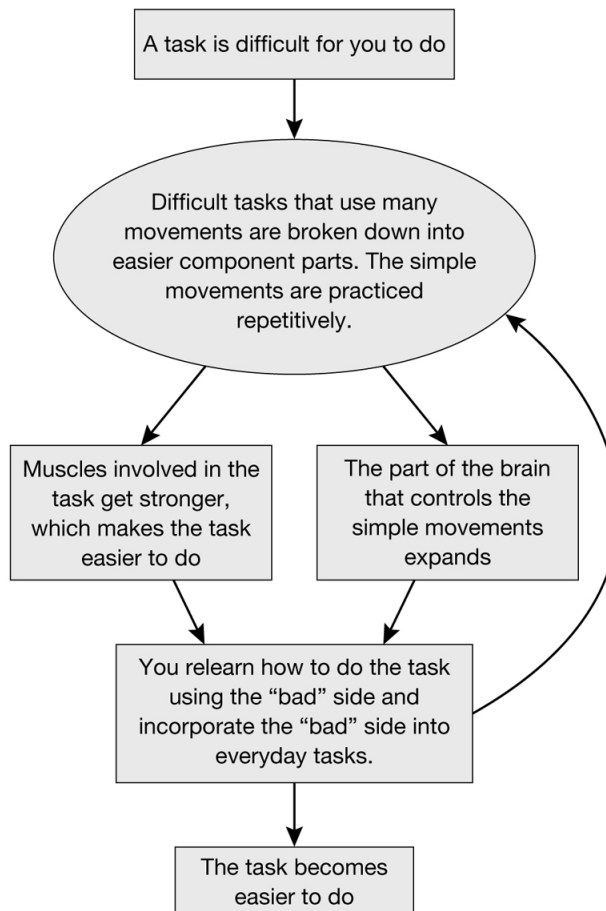 A task is difficult for you to do
Difficult tasks that use many
movements are broken down into
easier component parts. The simple
movements are practiced
repetitively.
Muscles involved in the
task get stronger,
which makes the task
easier to do
The part of the brain
that controls the
simple movements
expands
You relearn how to do the task
using the “bad” side and
incorporate the “bad” side into
everyday tasks.
The task becomes
easier to do